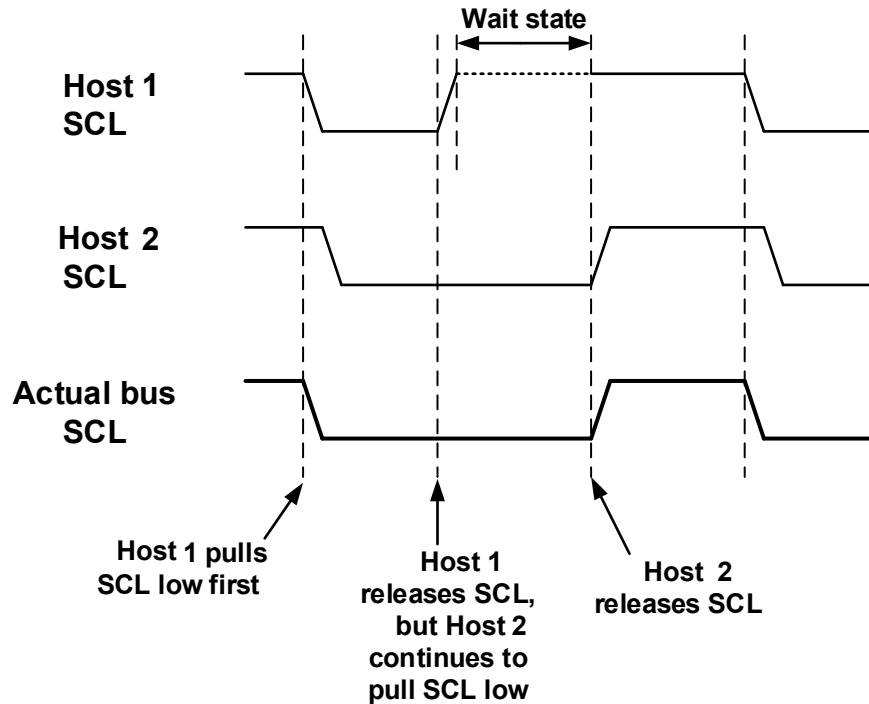 Wait state
Host 1
SCL
Host 2
SCL
Actual bus
SCL
Host 1 pulls
SCL low first
Host 1
releases SCL,
but Host 2
continues to
pull SCL low
Host 2
releases SCL